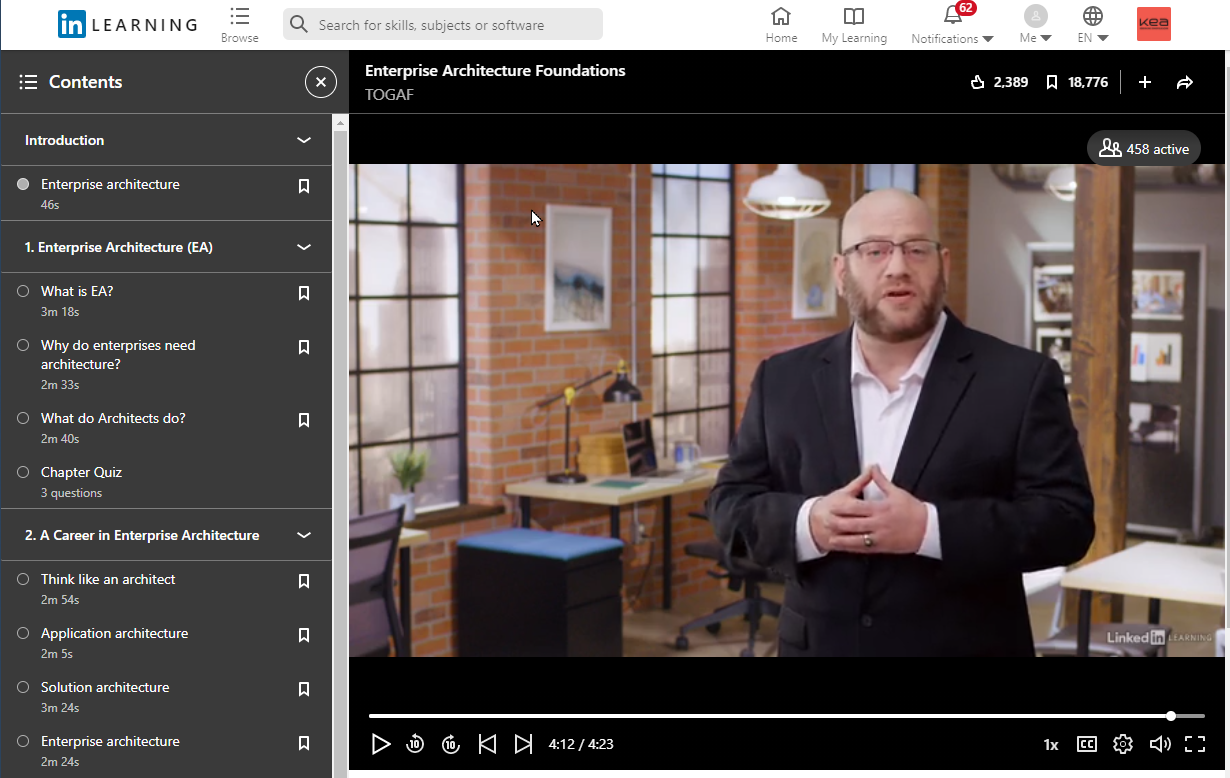 in LEARNING
Browse
Search for skills, subjects or software
Home
My Learning
62
Notifications
Me
EN
kea
Contents
Enterprise Architecture Foundations
TOGAF
2,389
18,776
458 active
Introduction
Enterprise architecture
46s
1. Enterprise Architecture (EA)
What is EA?
3m 18s
Why do enterprises need
architecture?
2m 33s
What do Architects do?
2m 40s
Chapter Quiz
3 questions
2. A Career in Enterprise Architecture
Think like an architect
2m 54s
Application architecture
2m 5s
Solution architecture
3m 24s
Enterprise architecture
2m 24s
Linked in LEARNING
10
10
4:12 / 4:23
1x
CC